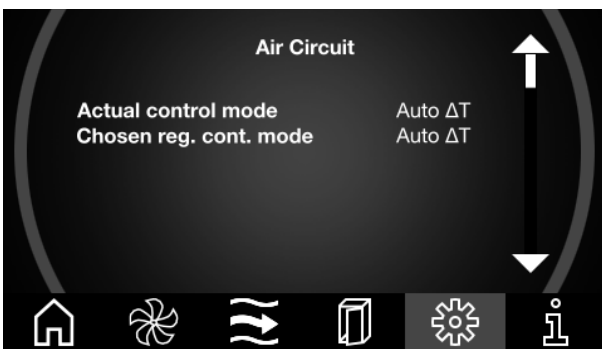 Air Circuit
Actual control mode Auto ΔT
Chosen reg. cont. mode Auto ΔT